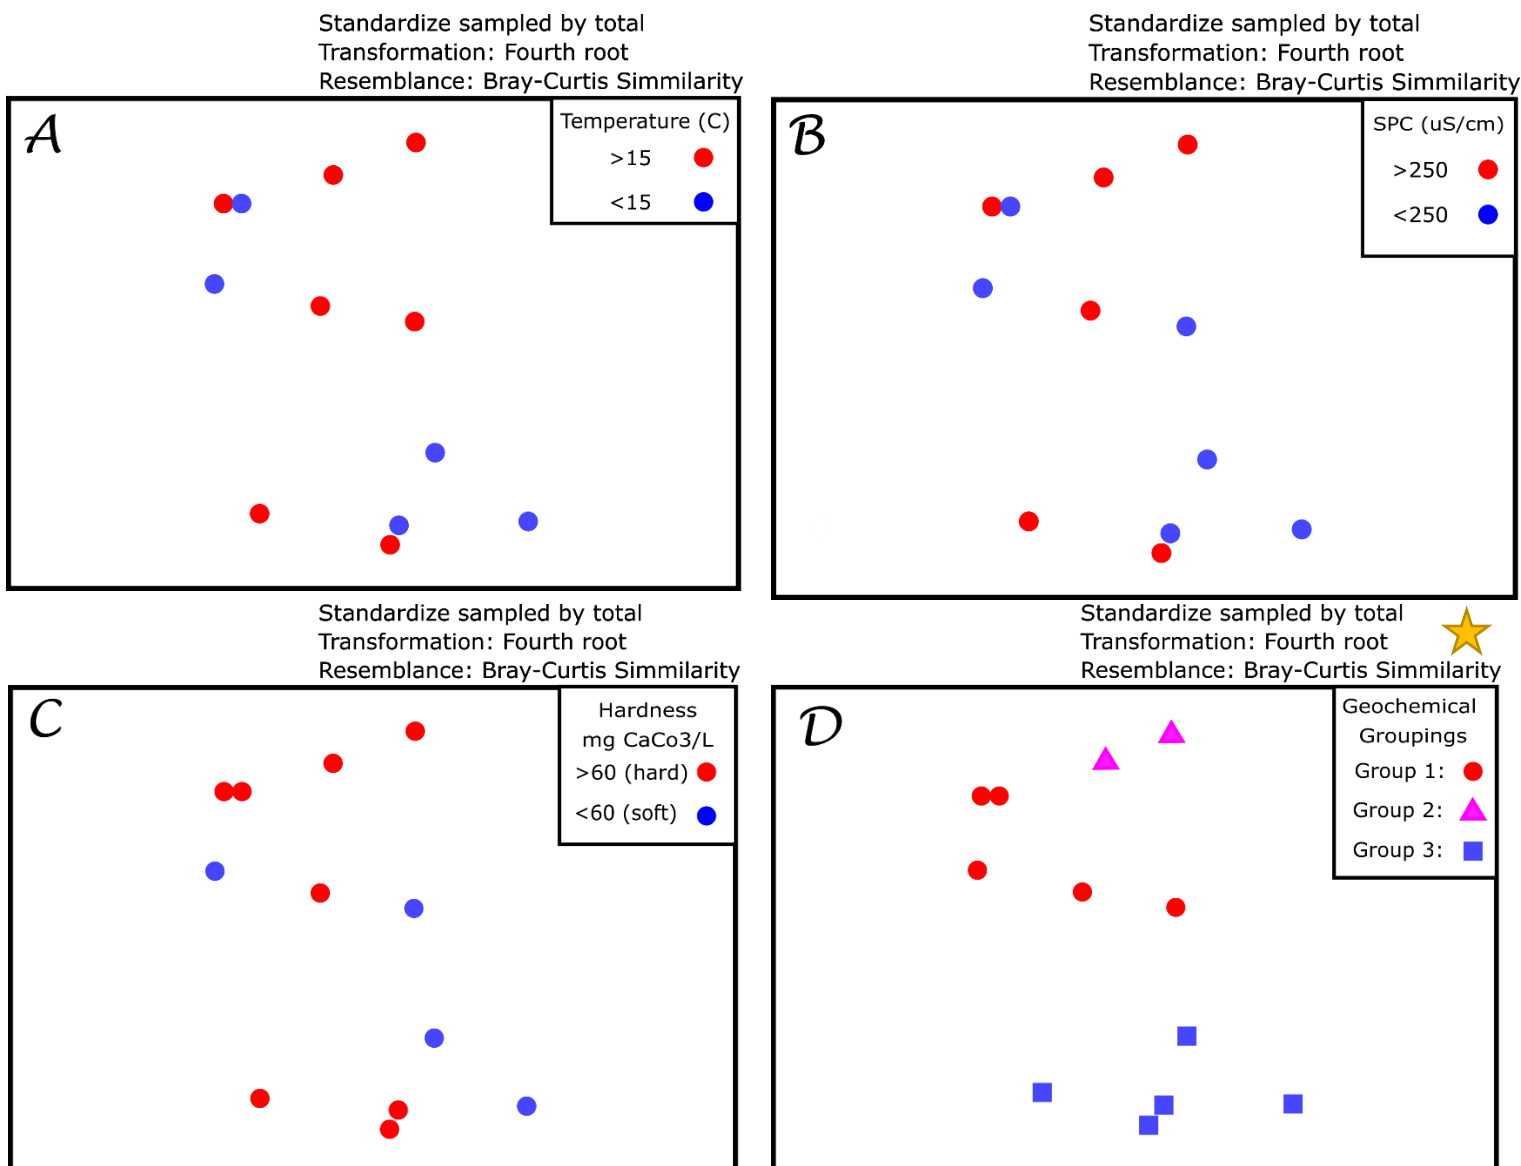 Standardize sampled by total
Transformation: Fourth root
Resemblance: Bray-Curtis Simmilarity
A
Temperature (C)
>15
<15
Standardize sampled by total
Transformation: Fourth root
Resemblance: Bray-Curtis Simmilarity
B
SPC (uS/cm)
>250
<250
Standardize sampled by total
Transformation: Fourth root
Resemblance: Bray-Curtis Simmilarity
C
Hardness
mg CaCo3/L
>60 (hard)
<60 (soft)
Standardize sampled by total
Transformation: Fourth root
Resemblance: Bray-Curtis Simmilarity
D
Geochemical
Groupings
Group 1:
Group 2:
Group 3: